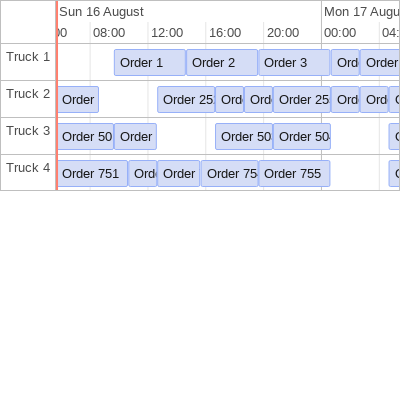 Sun 16 August Mon 17 Augu
00 08:00 12:00 16:00 20:00 00:00 04:
Truck 1 Order 1 Order 2 Order 3 Ord Order
Truck 2 Order Order 25 Ord Ord Order 25 Ord Ord
Truck 3 Order 50 Order Order 50 Order 50
Truck 4 Order 751 Ord Order Order 75 Order 755